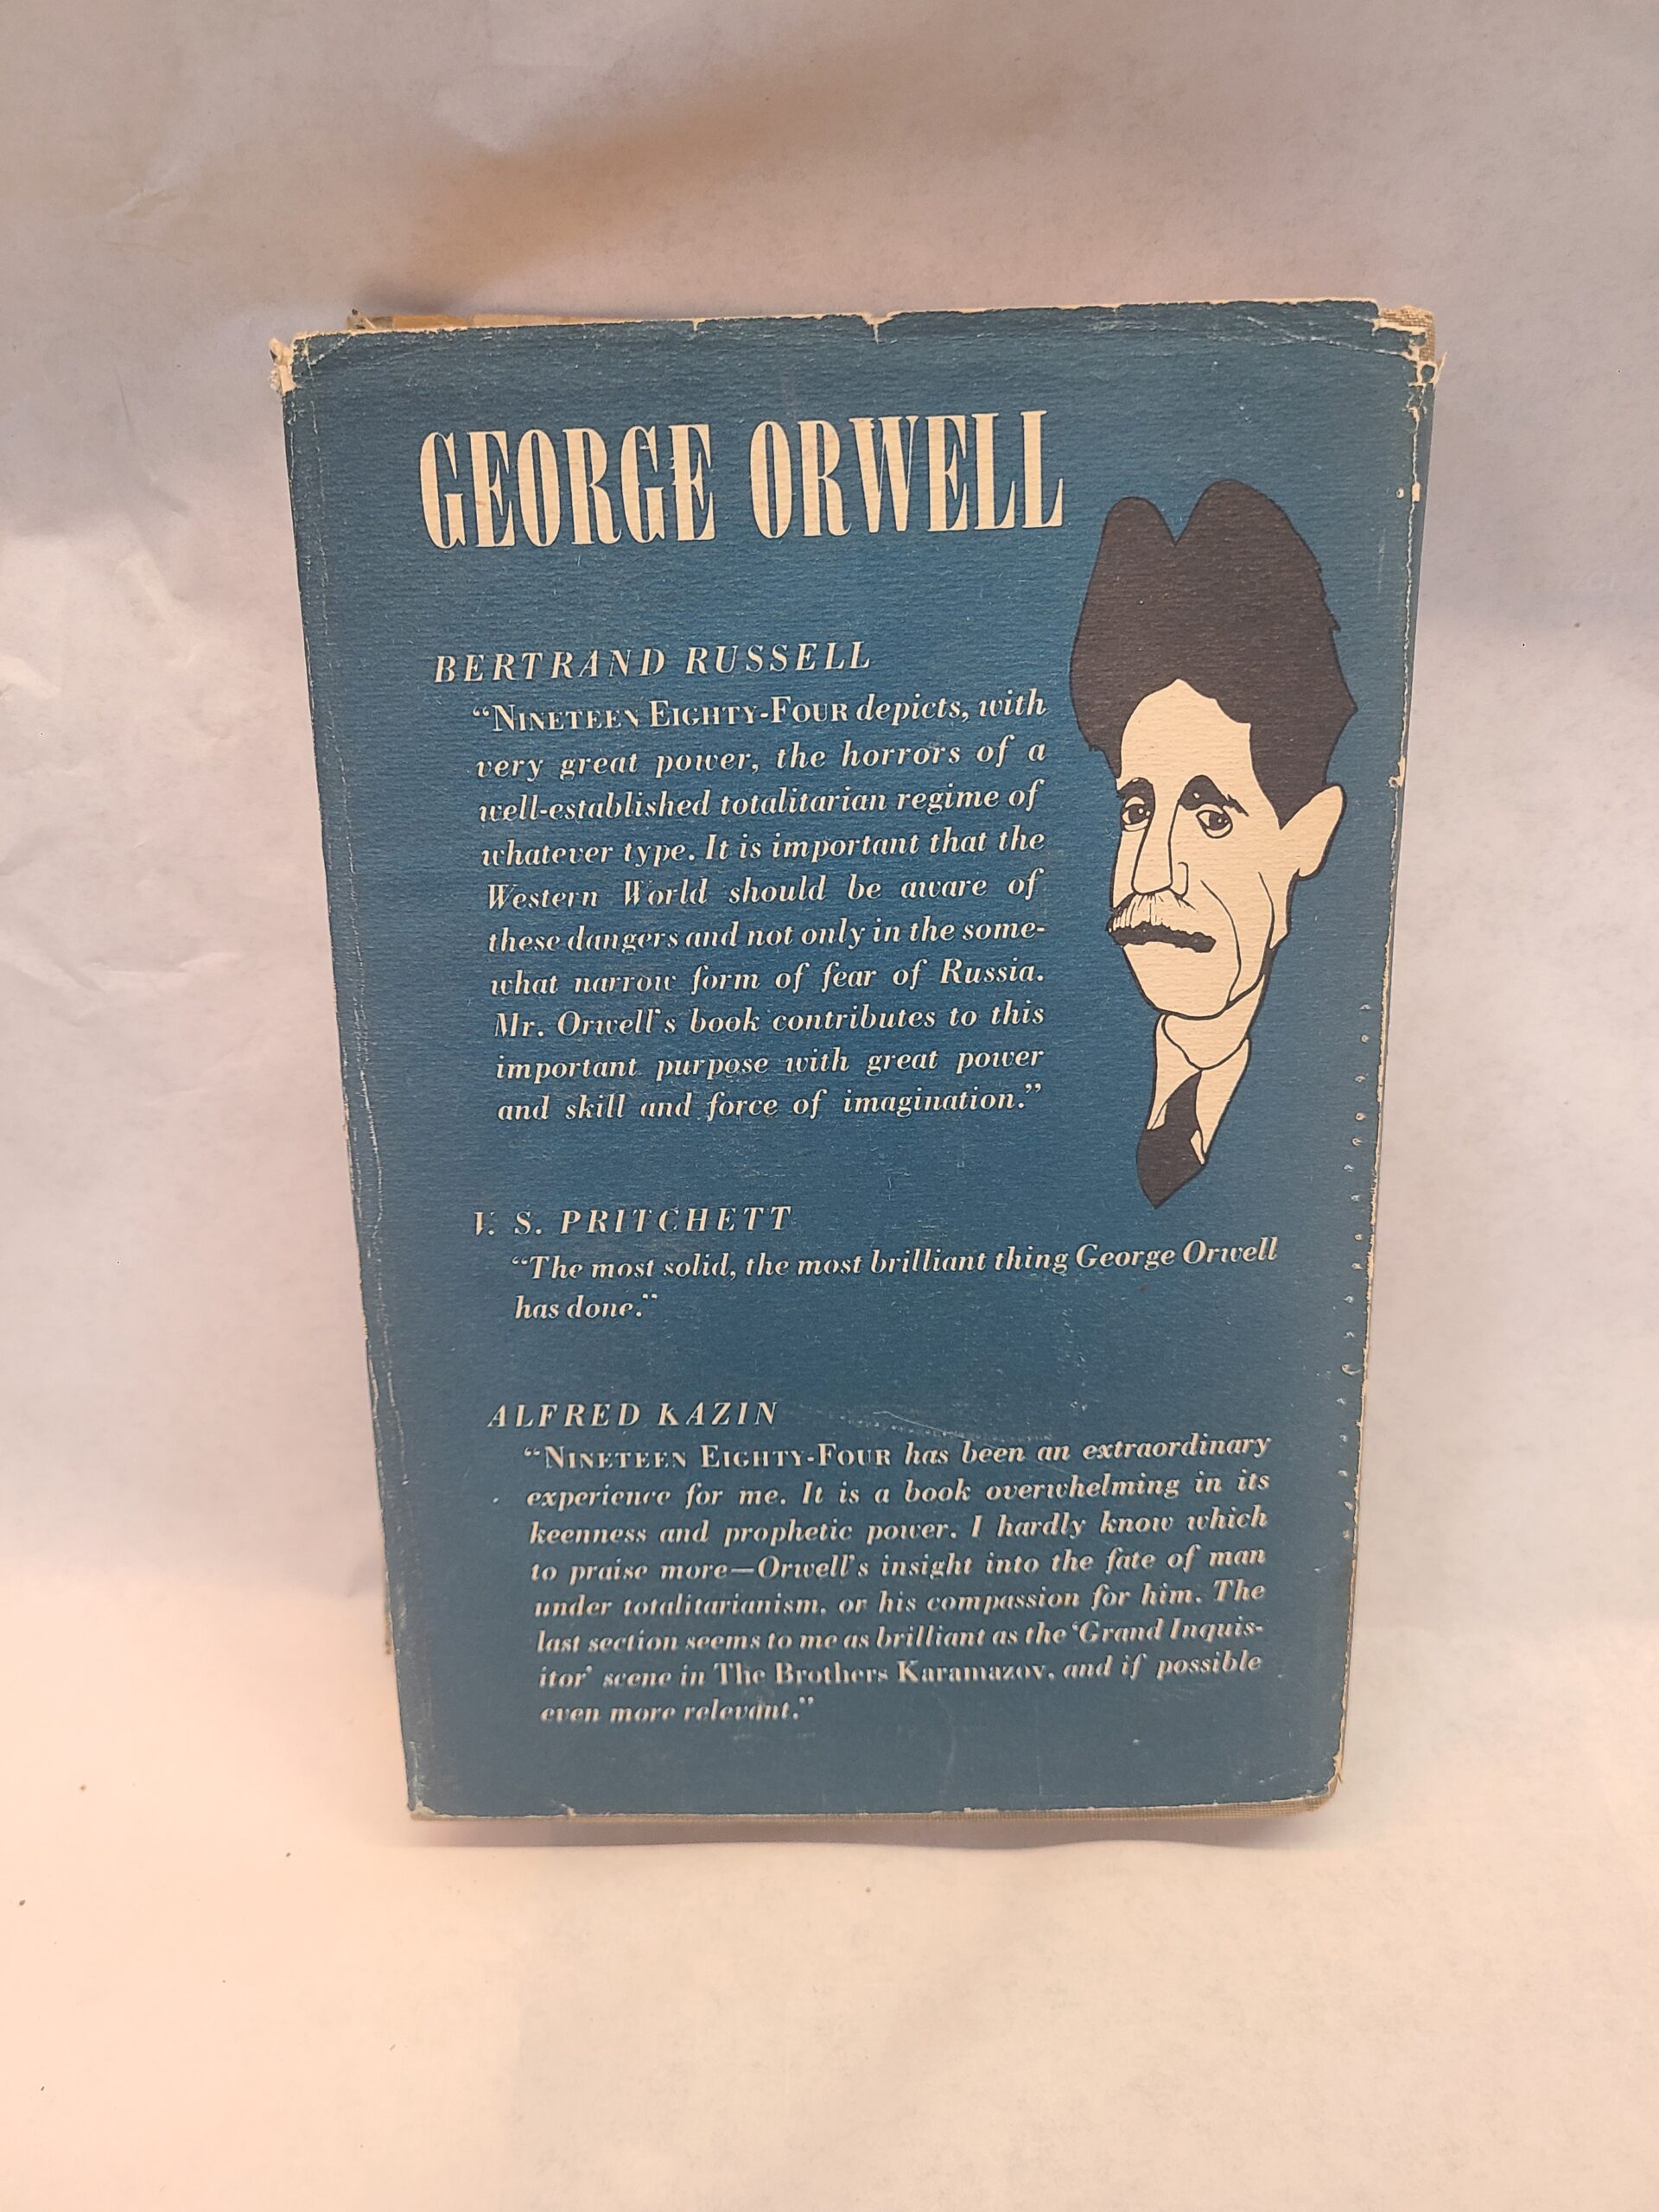 GEORGE ORWELL
BERTRAND RUSSELL
“NINETEEN EIGHTY-FOUR depicts, with
very great power, the horrors of a
well-established totalitarian regime of
whatever type. It is important that the
Western World should be aware of
these dangers and not only in the some-
what narrow form of fear of Russia.
Mr. Orwell's book contributes to this
important purpose with great power
and skill and force of imagination.”
V. S. PRITCHETT
“The most solid, the most brilliant thing George Orwell
has done.”
ALFRED KAZIN
“NINETEEN EIGHTY-FOUR has been an extraordinary
experience for me. It is a book overwhelming in its
keenness and prophetic power. I hardly know which
to praise more—Orwell's insight into the fate of man
under totalitarianism, or his compassion for him. The
last section seems to me as brilliant as the ‘Grand Inquis-
itor’ scene in The Brothers Karamazov, and if possible
even more relevant.”